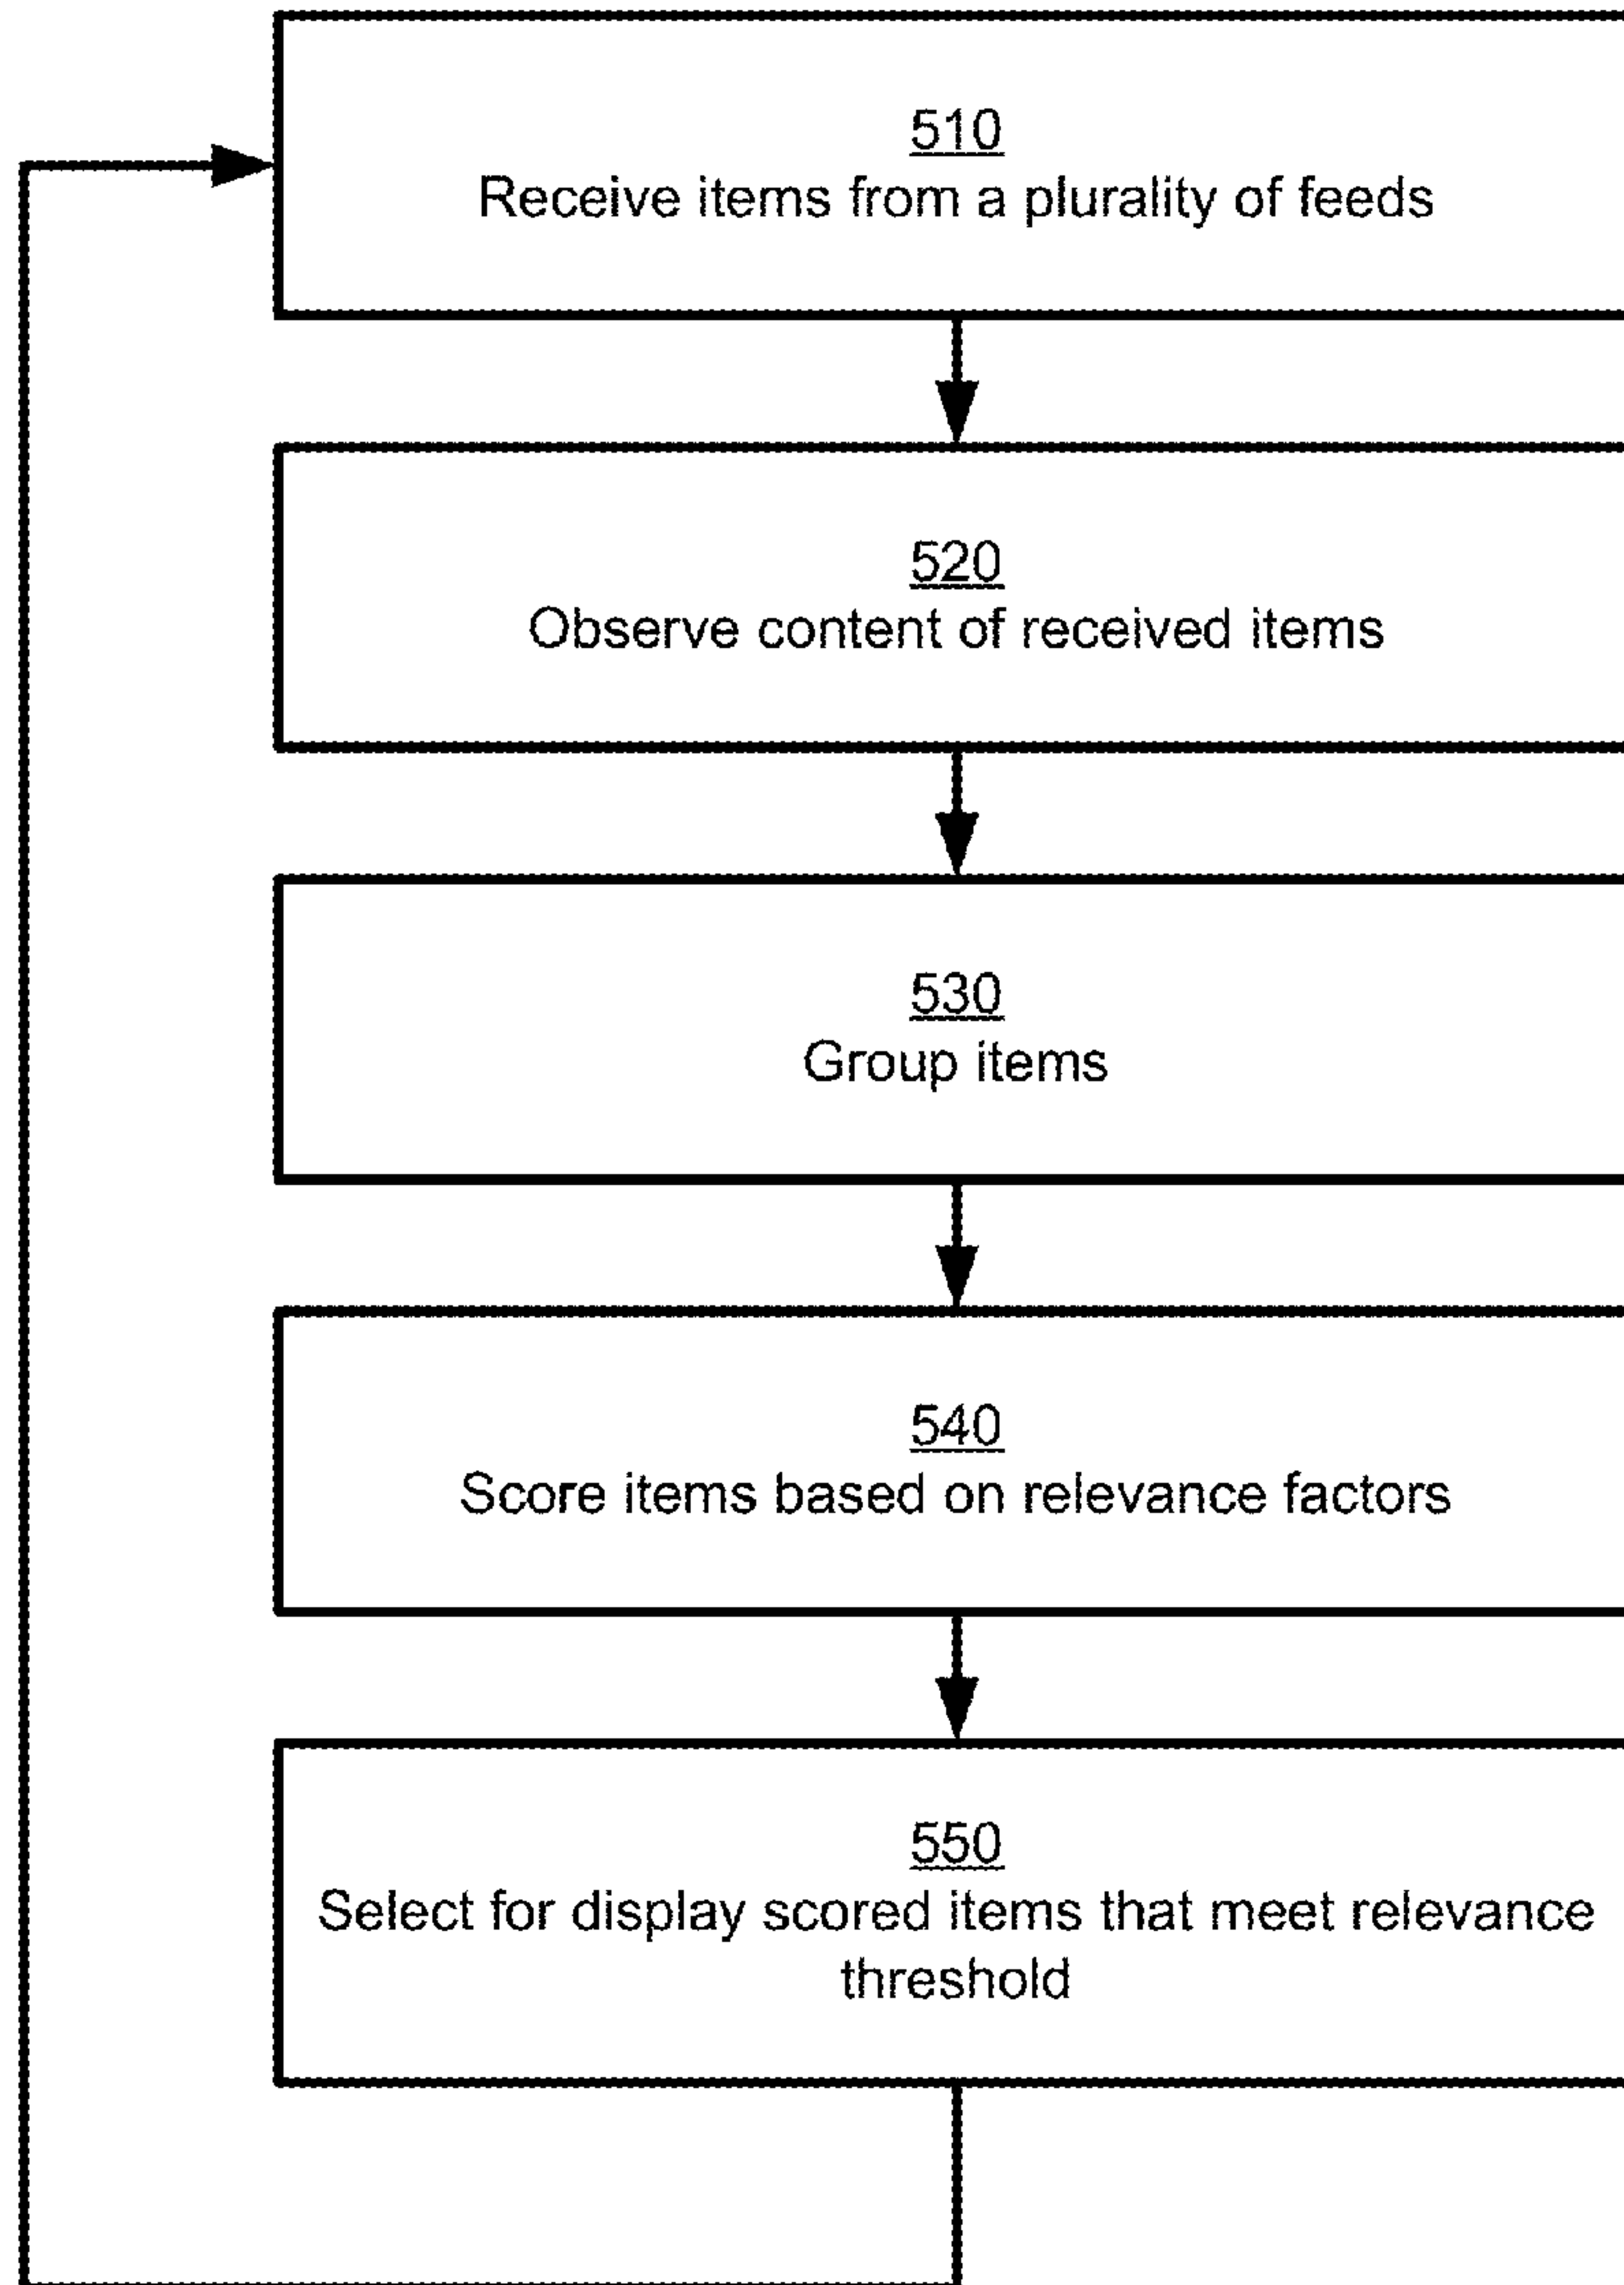 510
Receive items from a plurality of feeds
520
Observe content of received items
530
Group items
540
Score items based on relevance factors
550
Select for display scored items that meet relevance
threshold